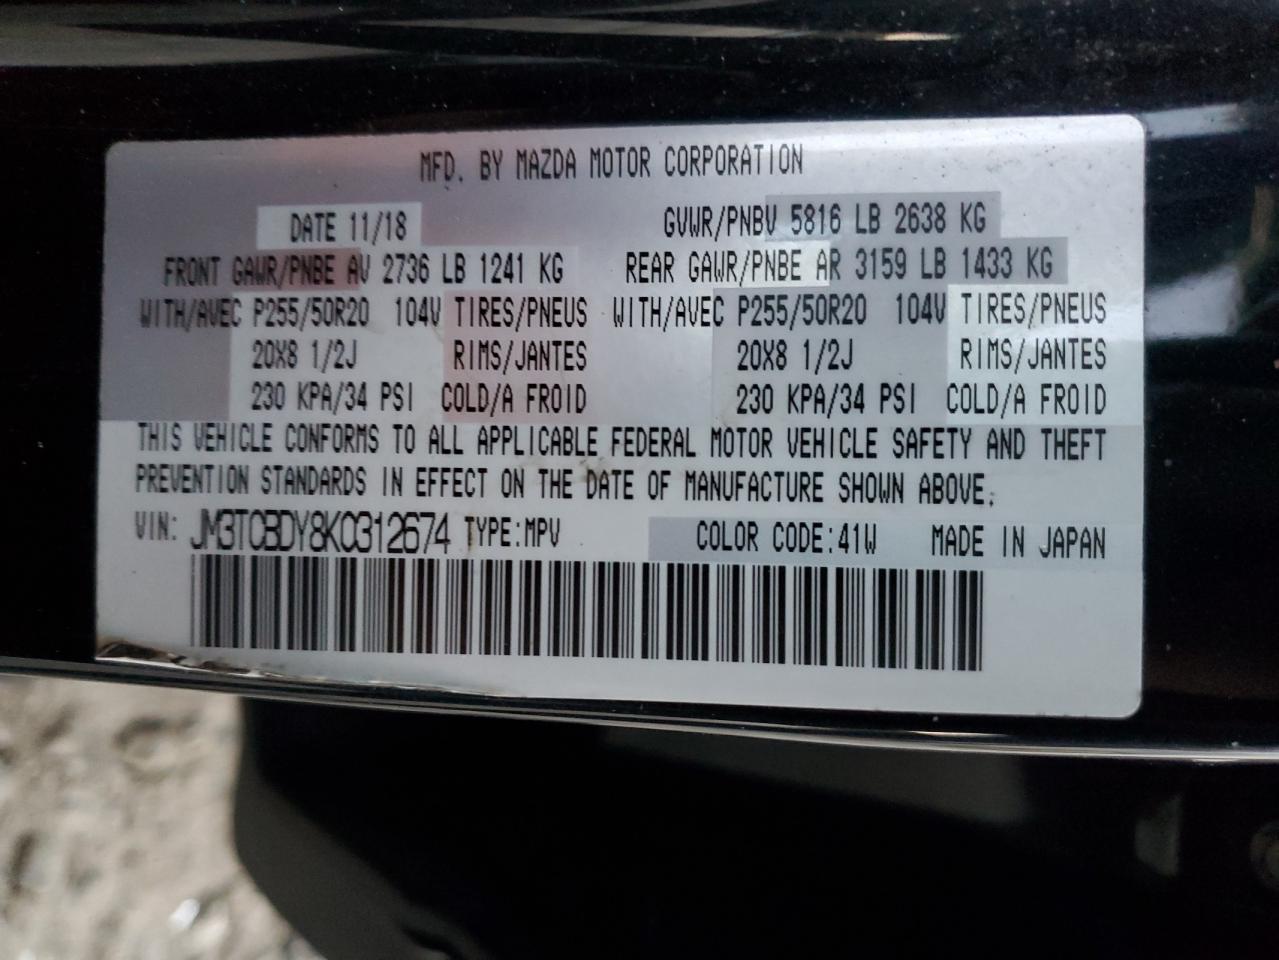 MFD. BY MAZDA MOTOR CORPORATION
DATE 11/18 GVWR/PNBV 5816 LB 2638 KG
FRONT GAWR/PNBE AV 2736 LB 1241 KG REAR GAWR/PNBE AR 3159 LB 1433 KG
WITH/AVEC P255/50R20 104V TIRES/PNEUS WITH/AVEC P255/50R20 104V TIRES/PNEUS
20X8 1/2J RIMS/JANTES 20X8 1/2J RIMS/JANTES
230 KPA/34 PSI COLD/A FROID 230 KPA/34 PSI COLD/A FROID
THIS VEHICLE CONFORMS TO ALL APPLICABLE FEDERAL MOTOR VEHICLE SAFETY AND THEFT
PREVENTION STANDARDS IN EFFECT ON THE DATE OF MANUFACTURE SHOWN ABOVE.
VIN: JM3TCBDY8K0312674 TYPE:MPV COLOR CODE:41W MADE IN JAPAN